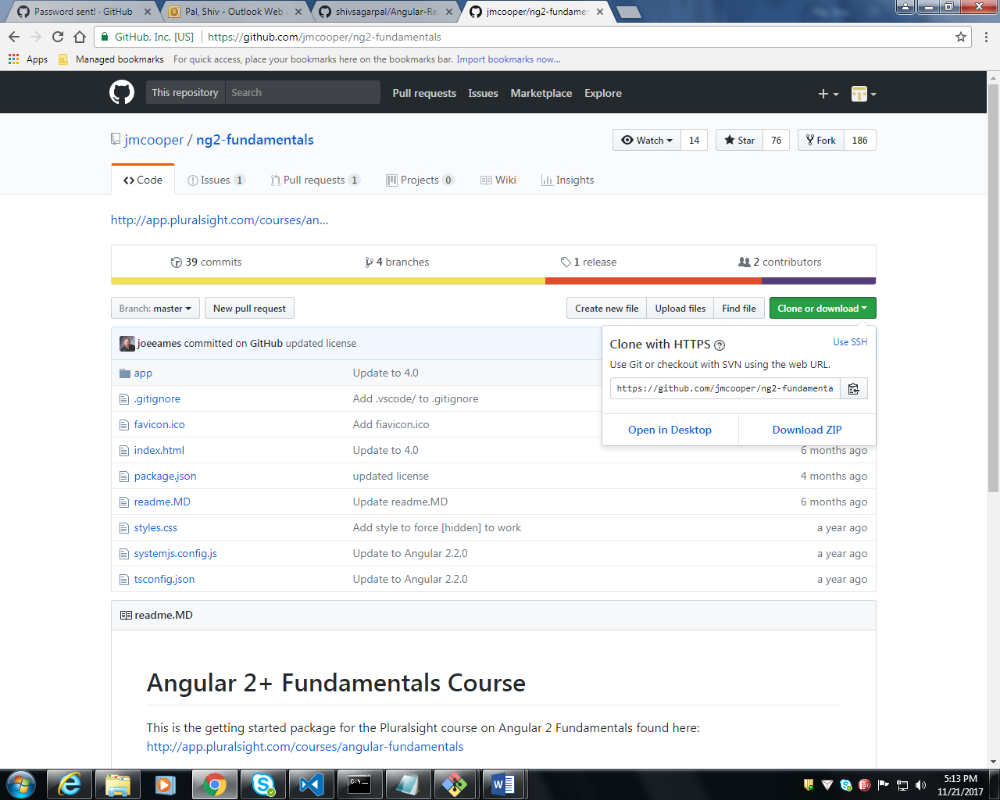 Password sent! · GitHub
Pal, Shiv - Outlook Web
shivsagarpal/Angular-Re
jmcooper/ng2-fundamen
GitHub, Inc. [US] https://github.com/jmcooper/ng2-fundamentals
Apps Managed bookmarks For quick access, place your bookmarks here on the bookmarks bar. Import bookmarks now...
This repository Search Pull requests Issues Marketplace Explore
jmcooper / ng2-fundamentals Watch 14 Star 76 Fork 186
Code Issues 1 Pull requests 1 Projects 0 Wiki Insights
http://app.pluralsight.com/courses/an...
39 commits 4 branches 1 release 2 contributors
Branch: master New pull request Create new file Upload files Find file Clone or download
joeeames committed on GitHub updated license
Clone with HTTPS ? Use SSH
Use Git or checkout with SVN using the web URL.
https://github.com/jmcooper/ng2-fundamenta
Open in Desktop Download ZIP
app Update to 4.0
.gitignore Add .vscode/ to .gitignore
favicon.ico Add fiavicon.ico
index.html Update to 4.0 6 months ago
package.json updated license 4 months ago
readme.MD Update readme.MD 6 months ago
styles.css Add style to force [hidden] to work a year ago
systemjs.config.js Update to Angular 2.2.0 a year ago
tsconfig.json Update to Angular 2.2.0 a year ago
readme.MD
Angular 2+ Fundamentals Course
This is the getting started package for the Pluralsight course on Angular 2 Fundamentals found here:
http://app.pluralsight.com/courses/angular-fundamentals
5:13 PM
11/21/2017